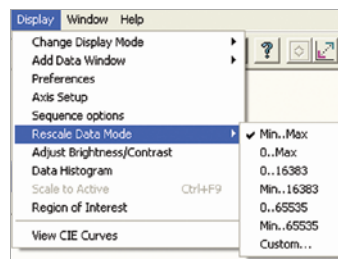 Display Window Help
Change Display Mode
Add Data Window
Preferences
Axis Setup
Sequence options
Rescale Data Mode
Adjust Brightness/Contrast
Data Histogram
Scale to Active Ctrl+F9
Region of Interest
View CIE Curves
Min..Max
0..Max
0..16383
Min..16383
0..65535
Min..65535
Custom...